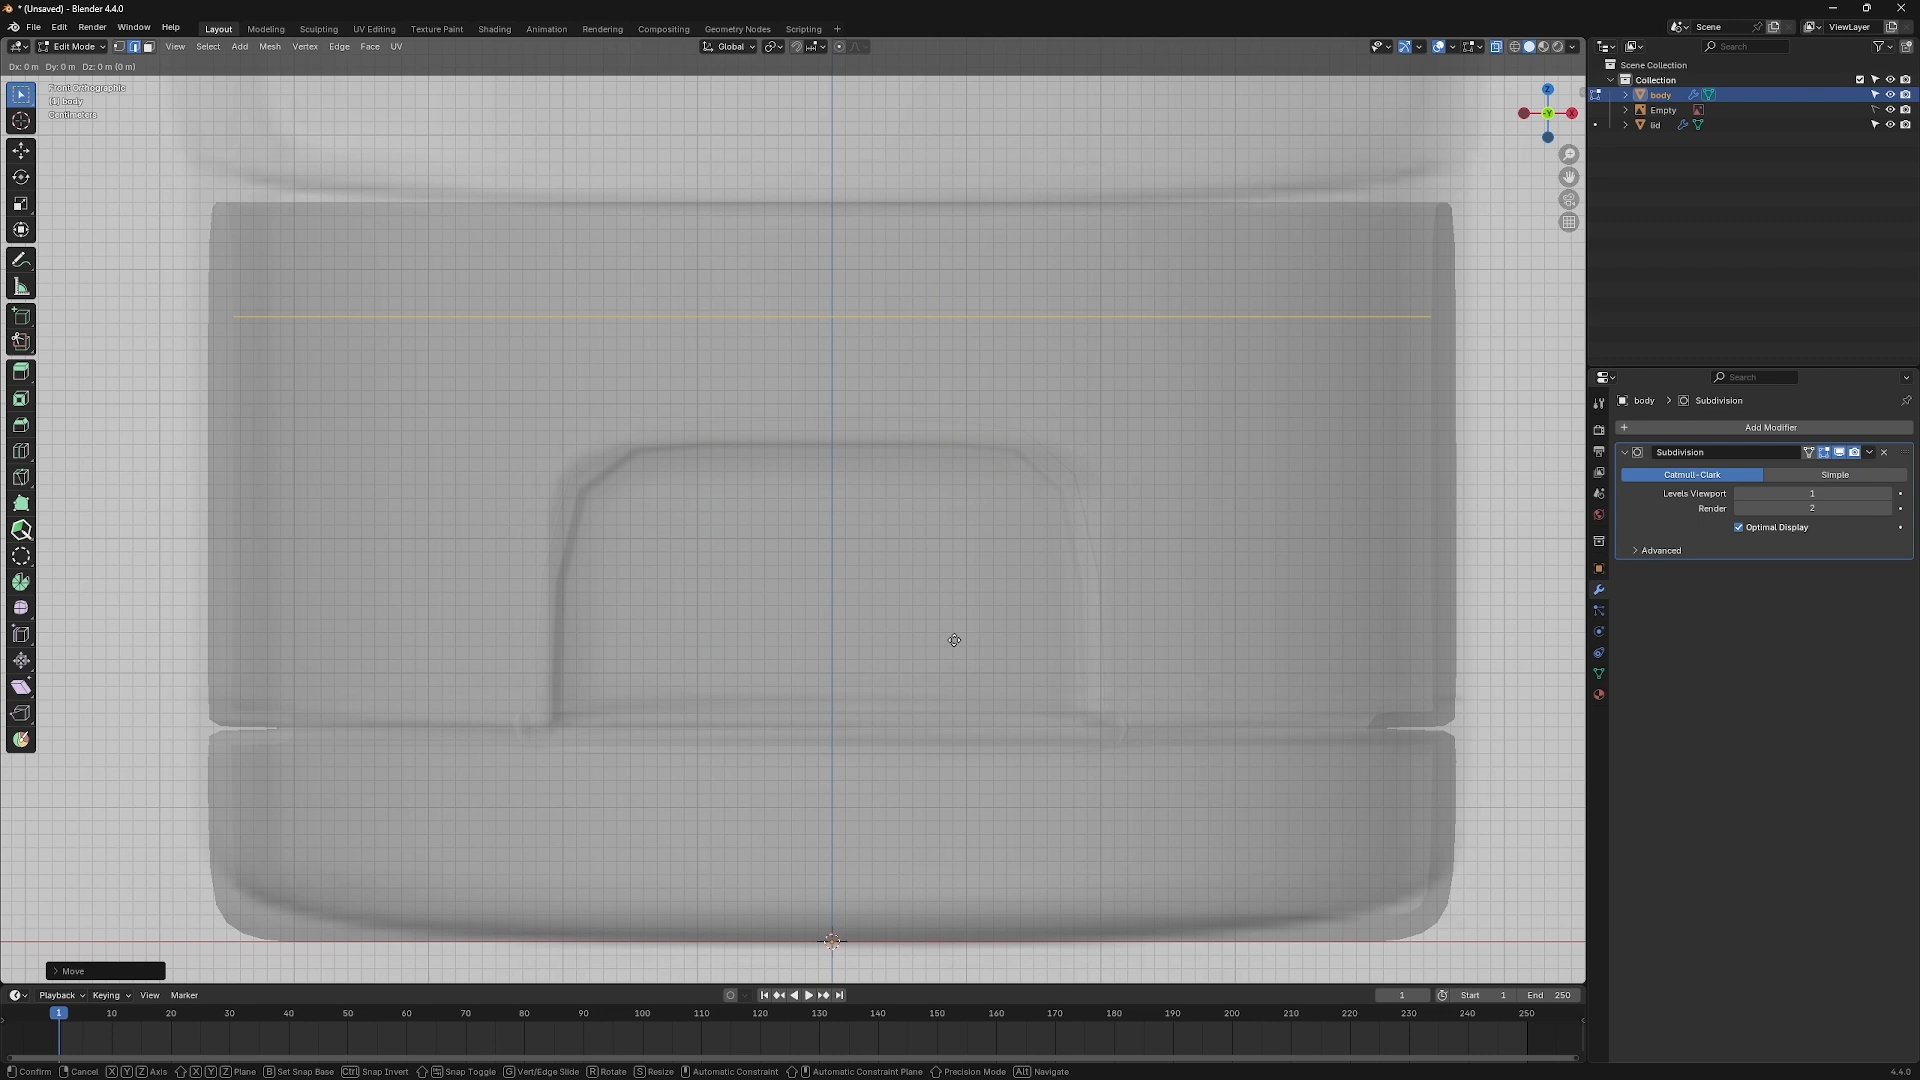 * (Unsaved) - Blender 4.4.0
File Edit Render Window Help Layout Modeling Sculpting UV Editing Texture Paint Shading Animation Rendering Compositing Geometry Nodes Scripting + Scene ViewLayer
Edit Mode View Select Add Mesh Vertex Edge Face UV Global Search
Dx: 0 m Dy: 0 m Dz: 0 m (0 m)
Scene Collection
Collection
Front Orthographic
(1) body
Centimeters
body
Empty
lid
Z
-Y
X
Search
body > Subdivision
+ Add Modifier
Subdivision
Catmull-Clark Simple
Levels Viewport 1
Render 2
Optimal Display
Advanced
> Move
Playback Keying View Marker 1 Start 1 End 250
1 10 20 30 40 50 60 70 80 90 100 110 120 130 140 150 160 170 180 190 200 210 220 230 240 250
Confirm Cancel X Y Z Axis X Y Z Plane B Set Snap Base Ctrl Snap Invert Snap Toggle G Vert/Edge Slide R Rotate S Resize Automatic Constraint Automatic Constraint Plane Precision Mode Alt Navigate 4.4.0